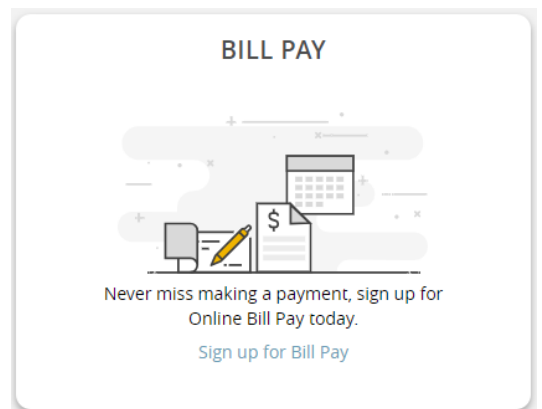 BILL PAY
$
Never miss making a payment, sign up for
Online Bill Pay today.
Sign up for Bill Pay